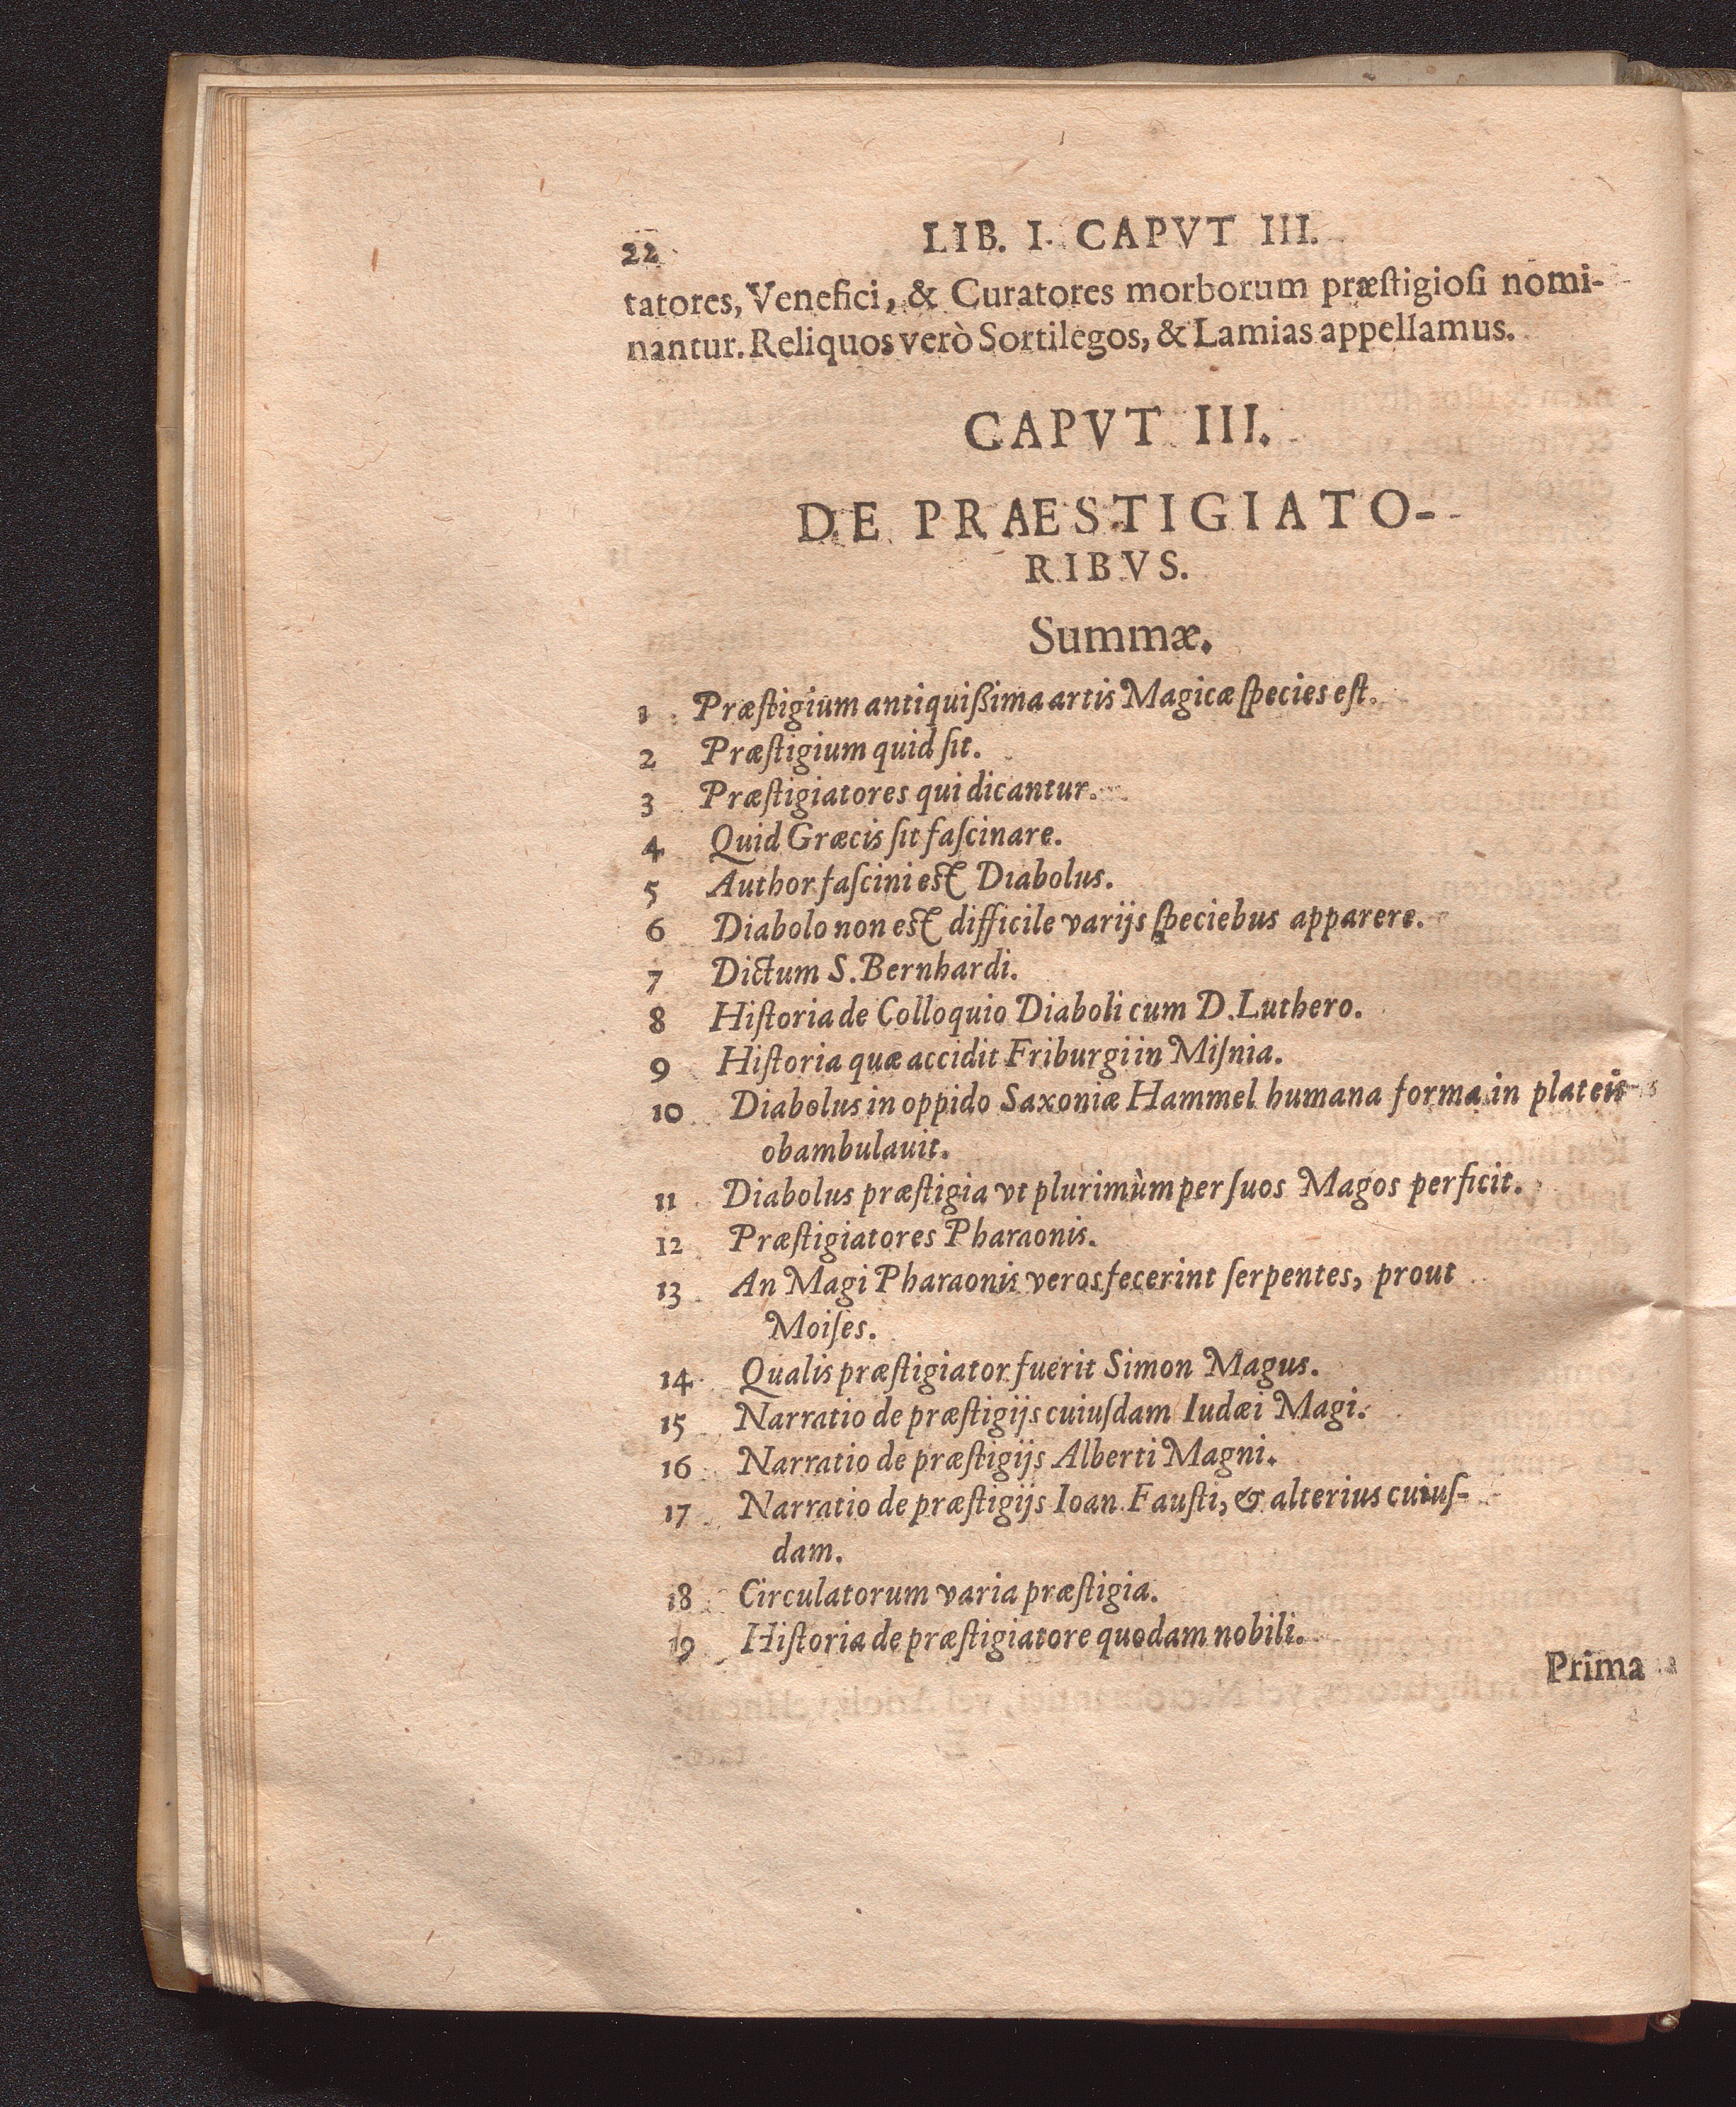 22
LIB. I. CAPVT III.
tatores, Venefici, & Curatores morborum præſtigioſi nomi-
nantur. Reliquos verò Sortilegos, & Lamias appellamus.
CAPVT III.
DE PRAESTIGIATO-
RIBVS.
Summæ.
1 Præſtigium antiquiſsima artis Magicæ ſpecies eſt.
2 Præſtigium quid ſit.
3 Præſtigiatores qui dicantur.
4 Quid Græcis ſit faſcinare.
5 Author faſcini est Diabolus.
6 Diabolo non est difficile varijs ſpeciebus apparere.
7 Dictum S. Bernhardi.
8 Hiſtoria de Colloquio Diaboli cum D. Luthero.
9 Hiſtoria quæ accidit Friburgi in Miſnia.
10 Diabolus in oppido Saxoniæ Hammel humana forma in plateis
obambulauit.
11 Diabolus præſtigia vt plurimùm per ſuos Magos perficit.
12 Præſtigiatores Pharaonis.
13 An Magi Pharaonis veros fecerint ſerpentes, prout
Moiſes.
14 Qualis præſtigiator fuerit Simon Magus.
15 Narratio de præſtigijs cuiuſdam Iudæi Magi.
16 Narratio de præſtigijs Alberti Magni.
17 Narratio de præſtigijs Ioan. Fauſti, & alterius cuiuſ-
dam.
18 Circulatorum varia præſtigia.
19 Hiſtoria de præſtigiatore quodam nobili.
Prima